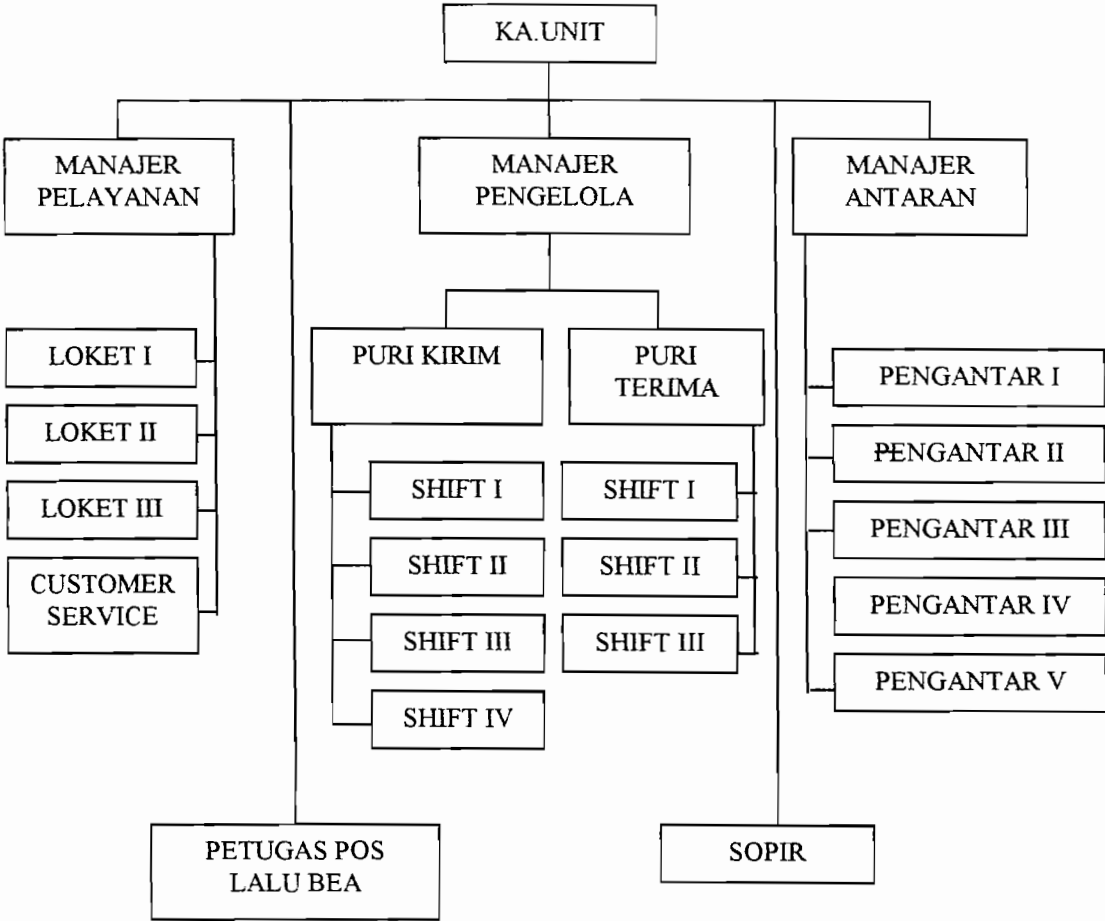 KA.UNIT
MANAJER
PELAYANAN
MANAJER
PENGELOLA
MANAJER
ANTARAN
LOKET I
LOKET II
LOKET III
CUSTOMER
SERVICE
PURI KIRIM
PURI
TERIMA
SHIFT I
SHIFT II
SHIFT III
SHIFT IV
SHIFT I
SHIFT II
SHIFT III
PENGANTAR I
PENGANTAR II
PENGANTAR III
PENGANTAR IV
PENGANTAR V
PETUGAS POS
LALU BEA
SOPIR